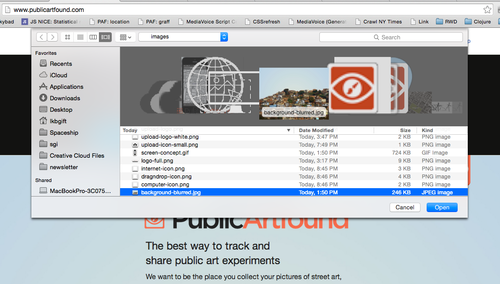 www.publicartfound.com
kybad
JS NICE: Statistical
PAF: location
PAF: graff
MediaVoice Script C
CSSRefresh
MediaVoice (Gener
Crawl NY Times
Link
RWD
Clojure
images
Search
Favorites
Recents
iCloud
Applications
Downloads
Desktop
lkbgift
Spaceship
sgi
Creative Cloud Files
newsletter
Shared
MacBookPro-3C075...
background-blurred.jpg
Today Date Modified Size Kind
upload-logo-white.png Today, 3:47 PM 2 KB PNG image
upload-icon-small.png Today, 2:49 PM 2 KB PNG image
screen-concept.gif Today, 1:50 PM 724 KB GIF image
logo-full.png Today, 3:17 PM 9 KB PNG image
internet-icon.png Today, 8:45 PM 3 KB PNG image
dragndrop-icon.png Today, 8:46 PM 4 KB PNG image
computer-icon.png Today, 8:45 PM 2 KB PNG image
background-blurred.jpg Today, 1:50 PM 246 KB JPEG image
Cancel Open
PublicArtfound
The best way to track and
share public art experiments
We want to be the place you collect your pictures of street art,